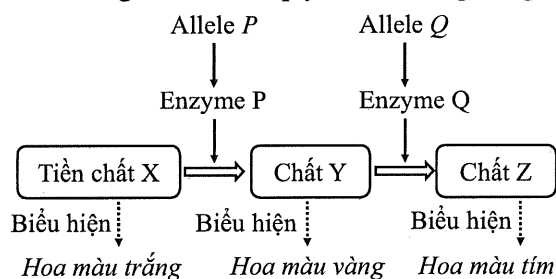 Allele P Allele Q
Enzyme P Enzyme Q
Tiền chất X Chất Y Chất Z
Biểu hiện Biểu hiện Biểu hiện
Hoa màu trắng Hoa màu vàng Hoa màu tím